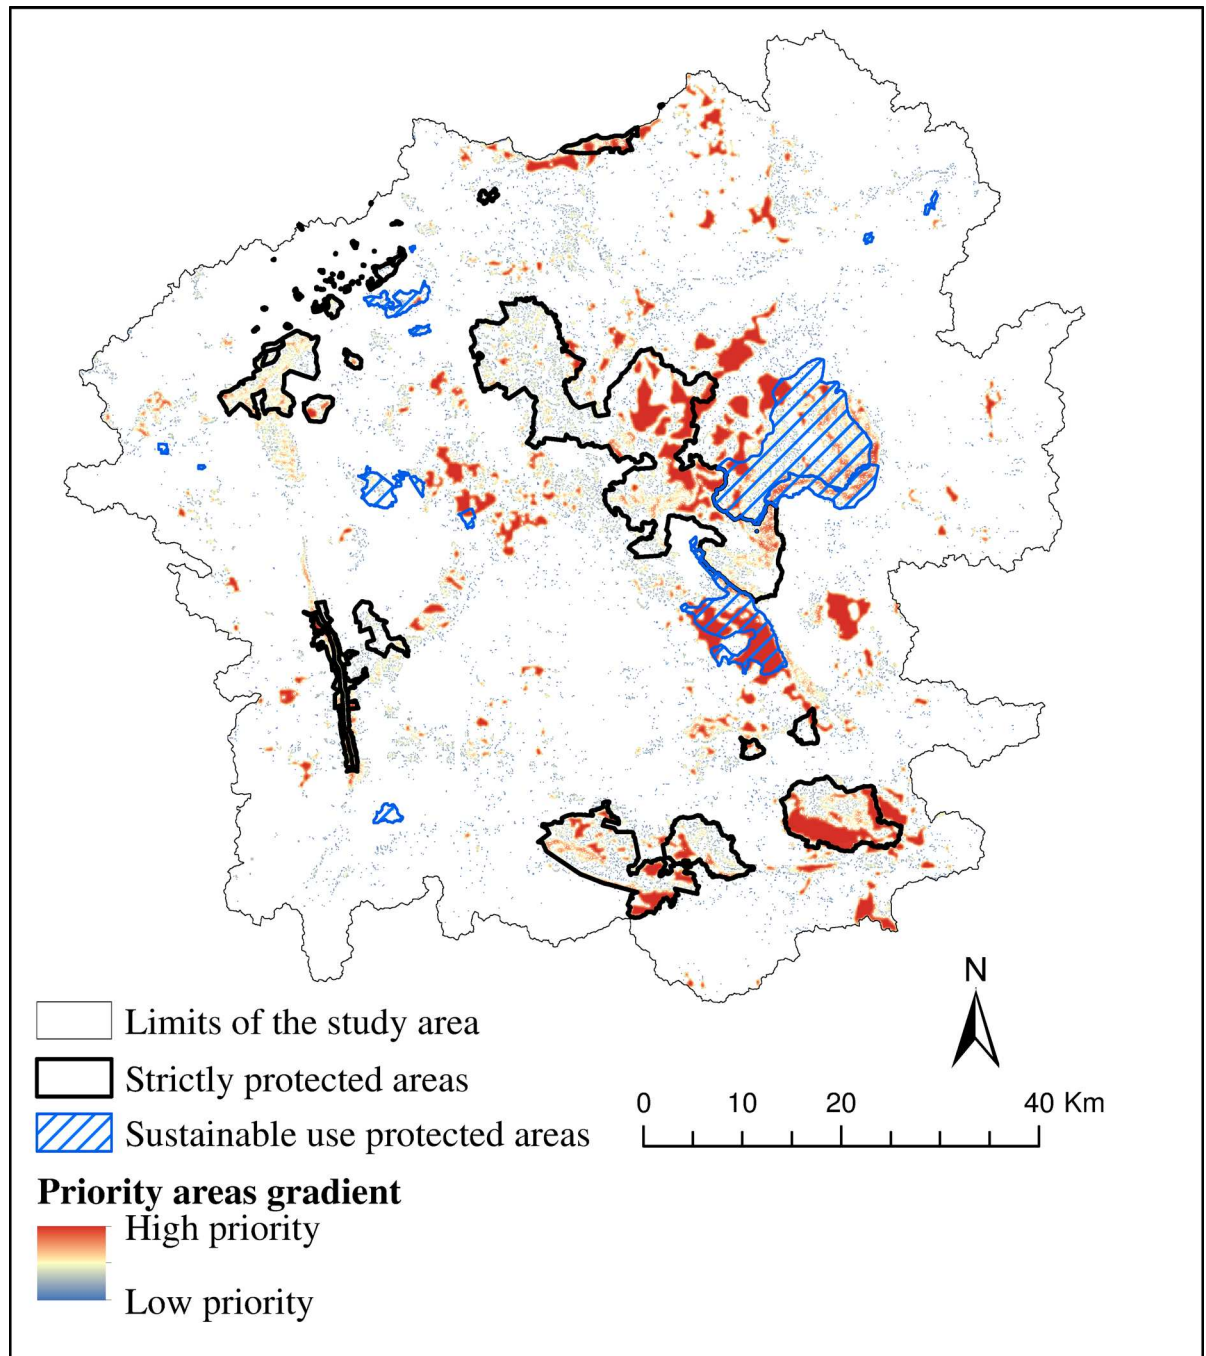 N
Limits of the study area
Strictly protected areas
Sustainable use protected areas
0 10 20 40 Km
Priority areas gradient
High priority
Low priority